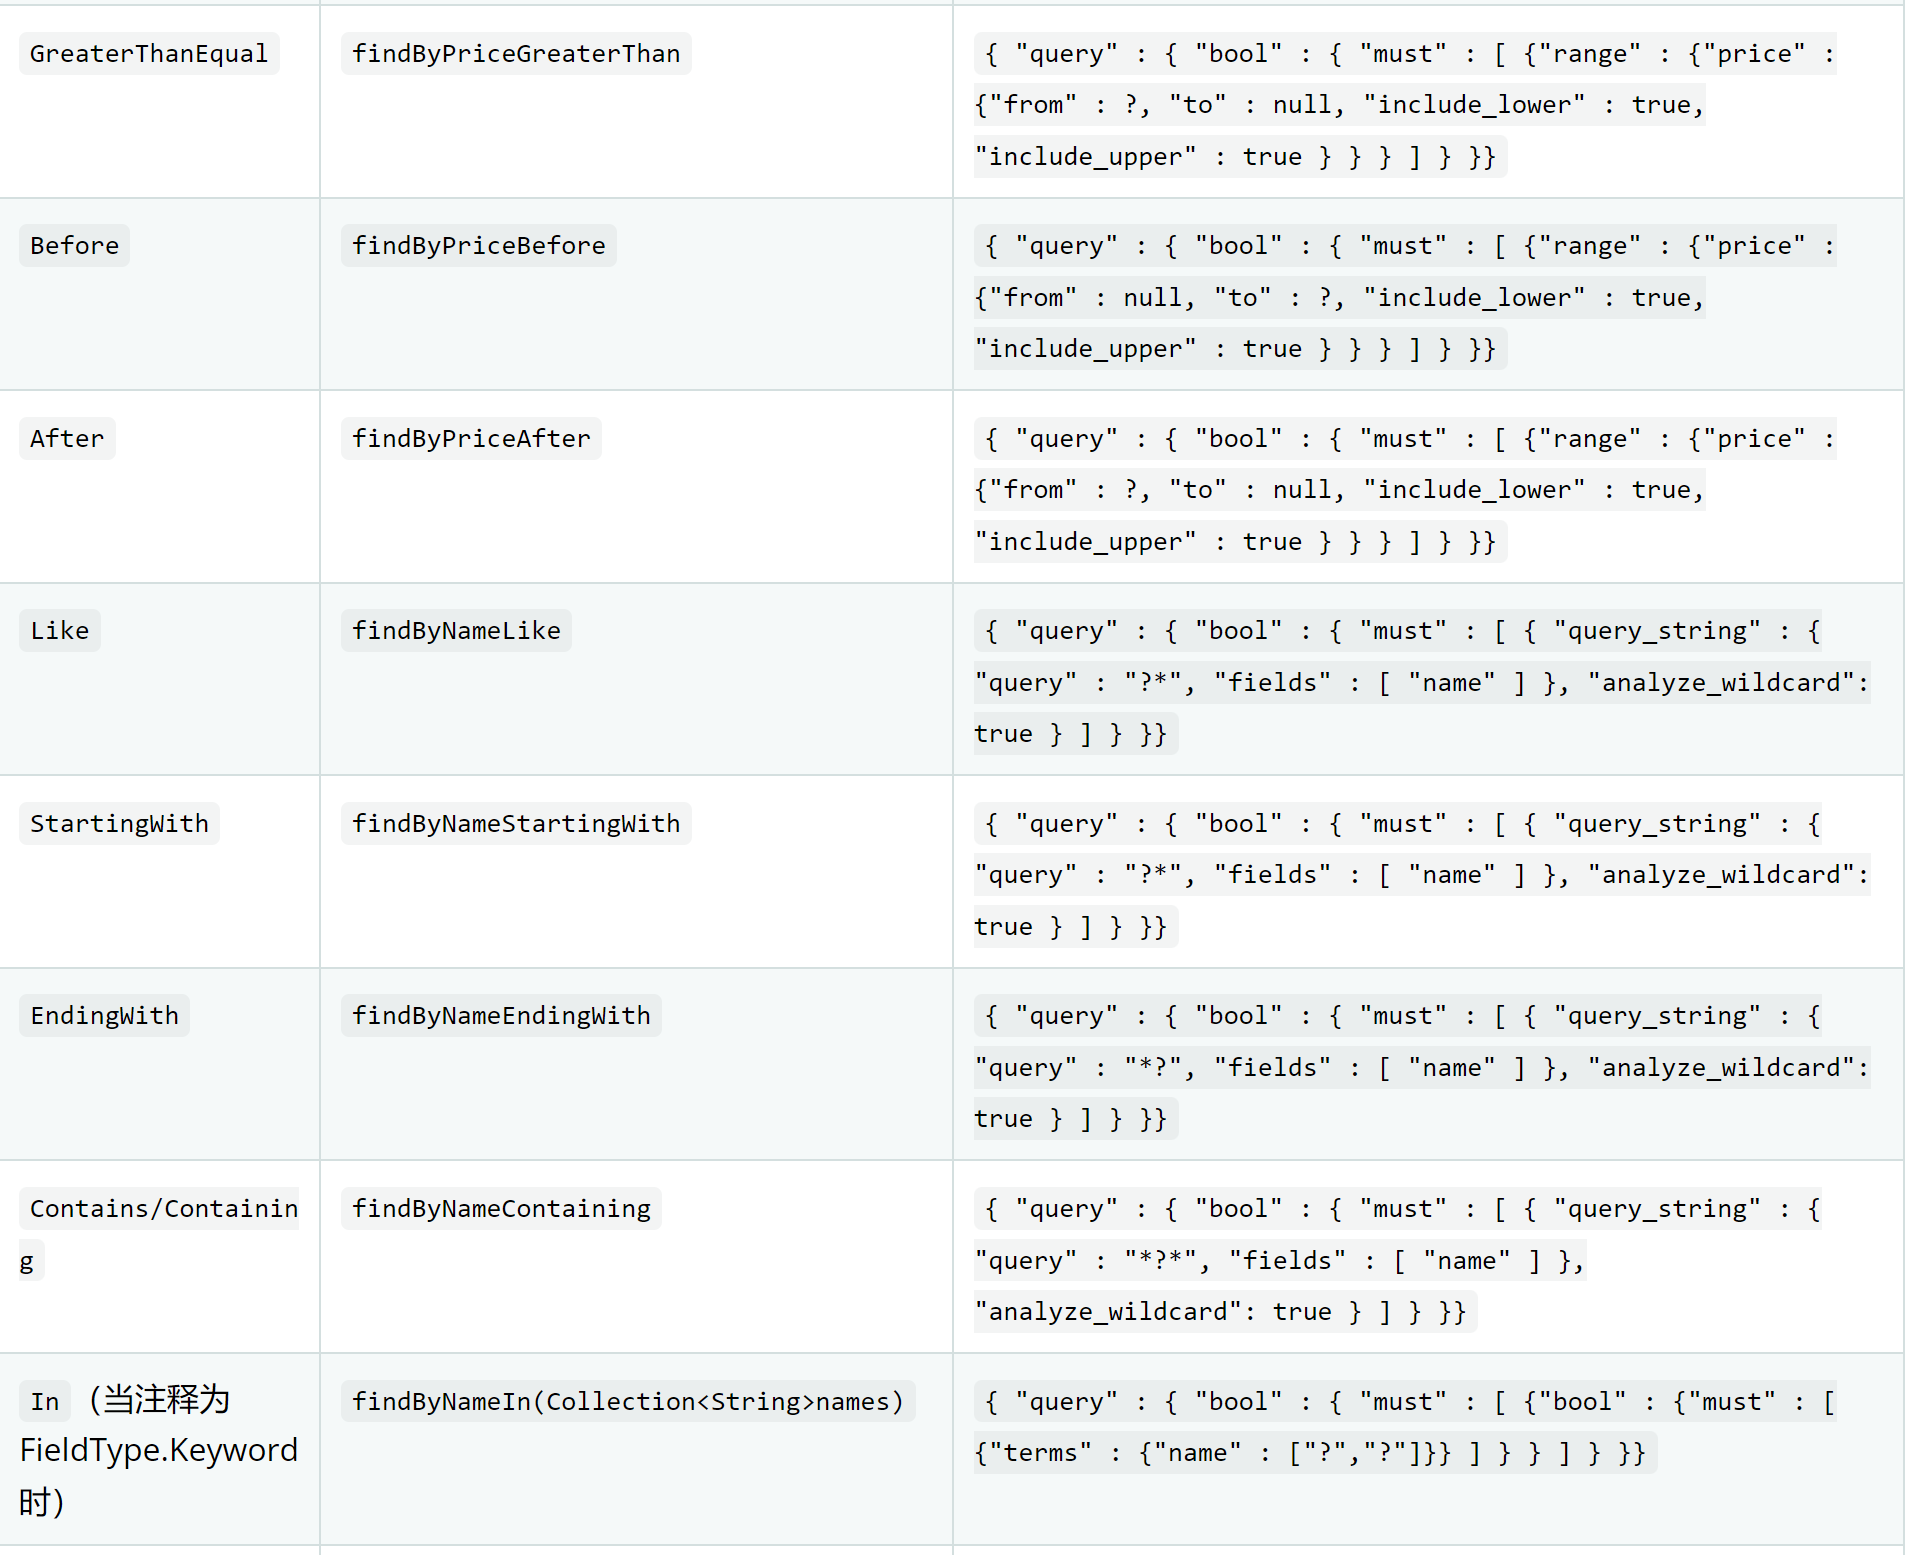 GreaterThanEqual
findByPriceGreaterThan
{ "query" : { "bool" : { "must" : [ {"range" : {"price" :
{"from" : ?, "to" : null, "include_lower" : true,
"include_upper" : true } } } ] } }}
Before
findByPriceBefore
{ "query" : { "bool" : { "must" : [ {"range" : {"price" :
{"from" : null, "to" : ?, "include_lower" : true,
"include_upper" : true } } } ] } }}
After
findByPriceAfter
{ "query" : { "bool" : { "must" : [ {"range" : {"price" :
{"from" : ?, "to" : null, "include_lower" : true,
"include_upper" : true } } } ] } }}
Like
findByNameLike
{ "query" : { "bool" : { "must" : [ { "query_string" : {
"query" : "?*", "fields" : [ "name" ] }, "analyze_wildcard":
true } ] } }}
StartingWith
findByNameStartingWith
{ "query" : { "bool" : { "must" : [ { "query_string" : {
"query" : "?*", "fields" : [ "name" ] }, "analyze_wildcard":
true } ] } }}
EndingWith
findByNameEndingWith
{ "query" : { "bool" : { "must" : [ { "query_string" : {
"query" : "*?", "fields" : [ "name" ] }, "analyze_wildcard":
true } ] } }}
Contains/Containin
g
findByNameContaining
{ "query" : { "bool" : { "must" : [ { "query_string" : {
"query" : "*?*", "fields" : [ "name" ] },
"analyze_wildcard": true } ] } }}
In（当注释为
FieldType.Keyword
时）
findByNameIn(Collection<String>names)
{ "query" : { "bool" : { "must" : [ {"bool" : {"must" : [
{"terms" : {"name" : ["?","?"]}} ] } } ] } }}